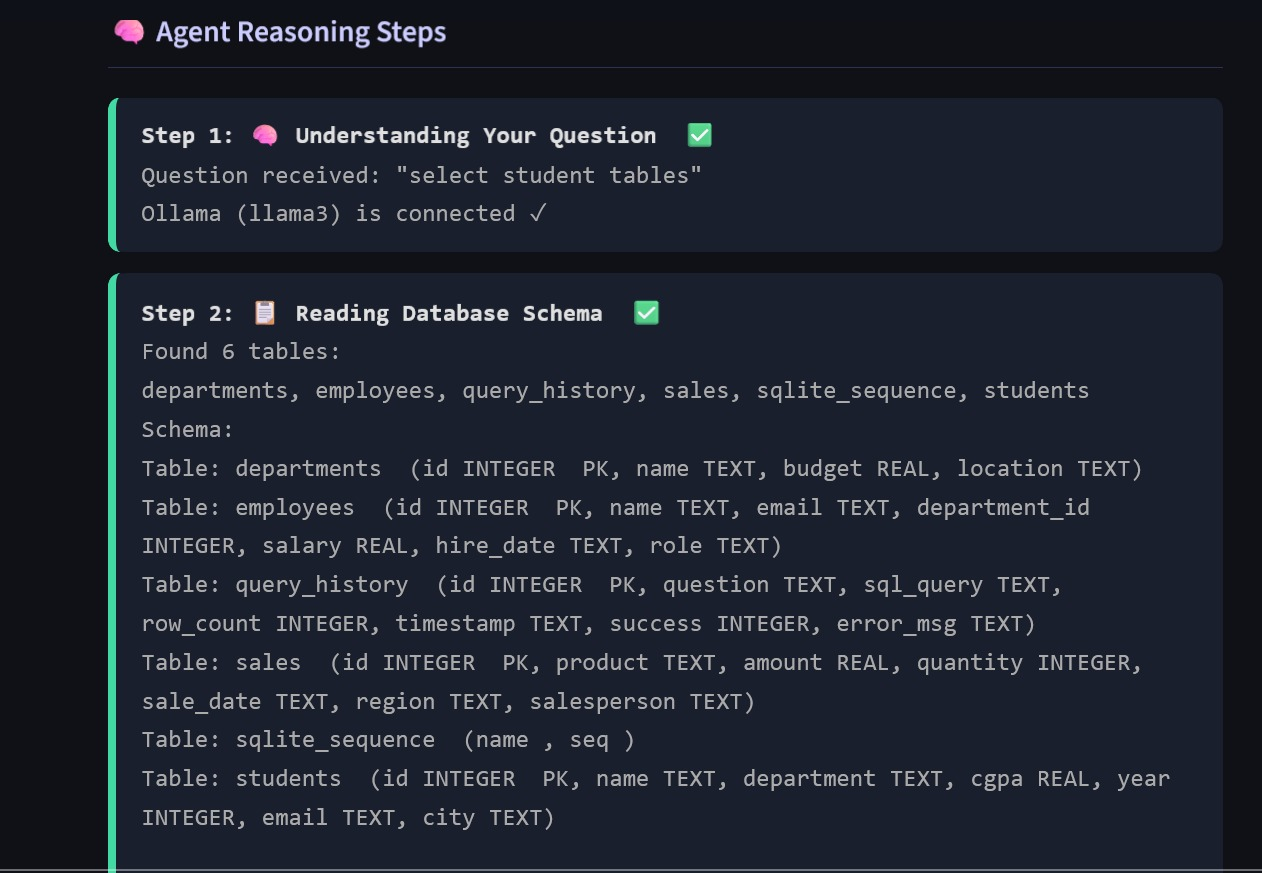 🧠 Agent Reasoning Steps
Step 1: 🧠 Understanding Your Question ✅
Question received: "select student tables"
Ollama (llama3) is connected ✓
Step 2: 📋 Reading Database Schema ✅
Found 6 tables:
departments, employees, query_history, sales, sqlite_sequence, students
Schema:
Table: departments  (id INTEGER  PK, name TEXT, budget REAL, location TEXT)
Table: employees  (id INTEGER  PK, name TEXT, email TEXT, department_id
INTEGER, salary REAL, hire_date TEXT, role TEXT)
Table: query_history  (id INTEGER  PK, question TEXT, sql_query TEXT,
row_count INTEGER, timestamp TEXT, success INTEGER, error_msg TEXT)
Table: sales  (id INTEGER  PK, product TEXT, amount REAL, quantity INTEGER,
sale_date TEXT, region TEXT, salesperson TEXT)
Table: sqlite_sequence  (name , seq )
Table: students  (id INTEGER  PK, name TEXT, department TEXT, cgpa REAL, year
INTEGER, email TEXT, city TEXT)